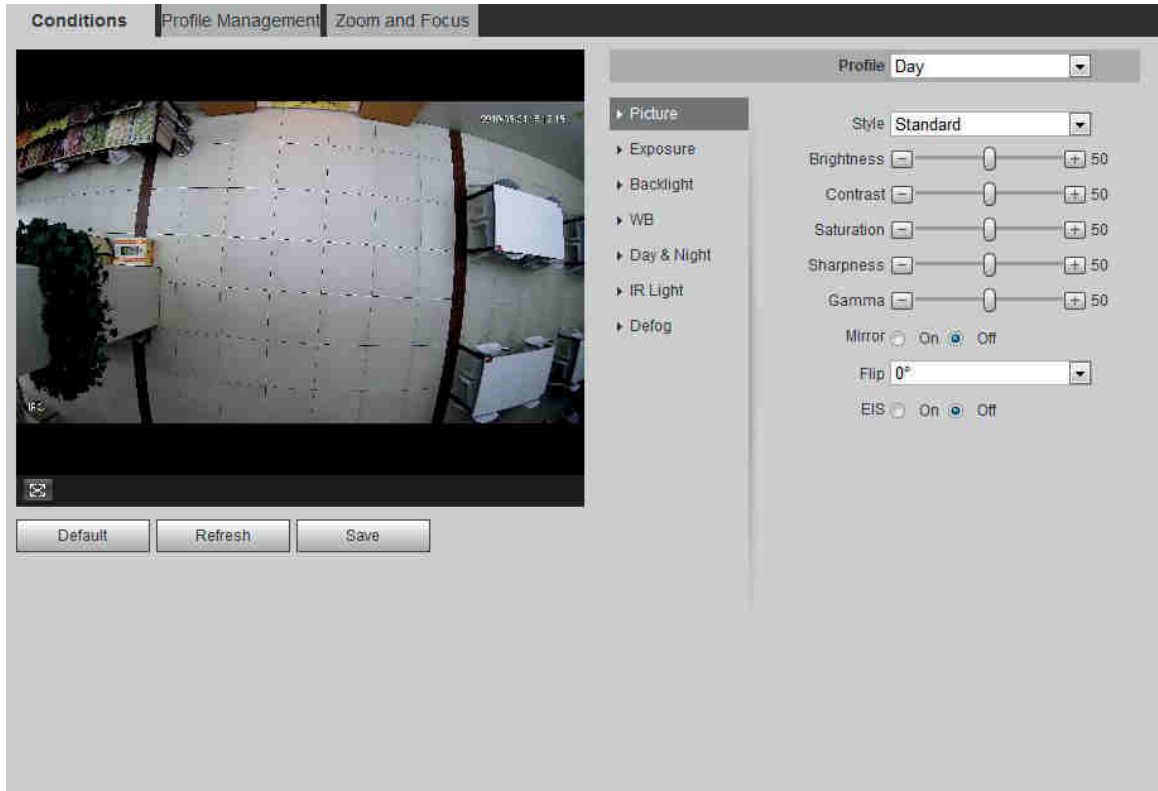 Conditions
Profile Management
Zoom and Focus
Profile Day
Picture
Exposure
Backlight
WB
Day & Night
IR Light
Defog
Style Standard
Brightness 50
Contrast 50
Saturation 50
Sharpness 50
Gamma 50
Mirror On Off
Flip 0°
EIS On Off
Default
Refresh
Save